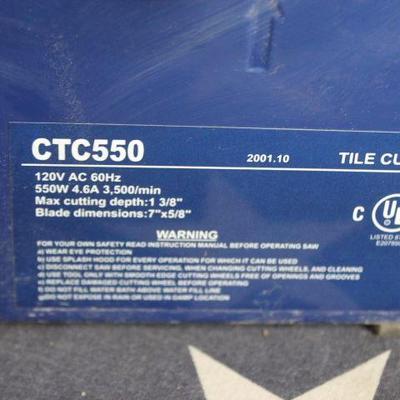 CTC550 2001.10 TILE CU
120V AC 60Hz
550W 4.6A 3,500/min
Max cutting depth:1 3/8"
Blade dimensions:7"x5/8"
C UL
LISTED
WARNING
FOR YOUR OWN SAFETY READ INSTRUCTION MANUAL BEFORE OPERATING SAW
a) WEAR EYE PROTECTION
b) USE SPLASH HOOD FOR EVERY OPERATION FOR WHICH IT CAN BE USED
c) DISCONNECT SAW BEFORE SERVICING, WHEN CHANGING CUTTING WHEELS, AND CLEANING
d) USE TOOL ONLY WITH SMOOTH EDGE CUTTING WHEELS FREE OF OPENINGS AND GROOVES
e) REPLACE DAMAGED CUTTING WHEEL BEFORE OPERATING
f) DO NOT FILL WATER BATH ABOVE WATER FILL LINE
g)DO NOT EXPOSE IN RAIN OR USED IN DAMP LOCATION